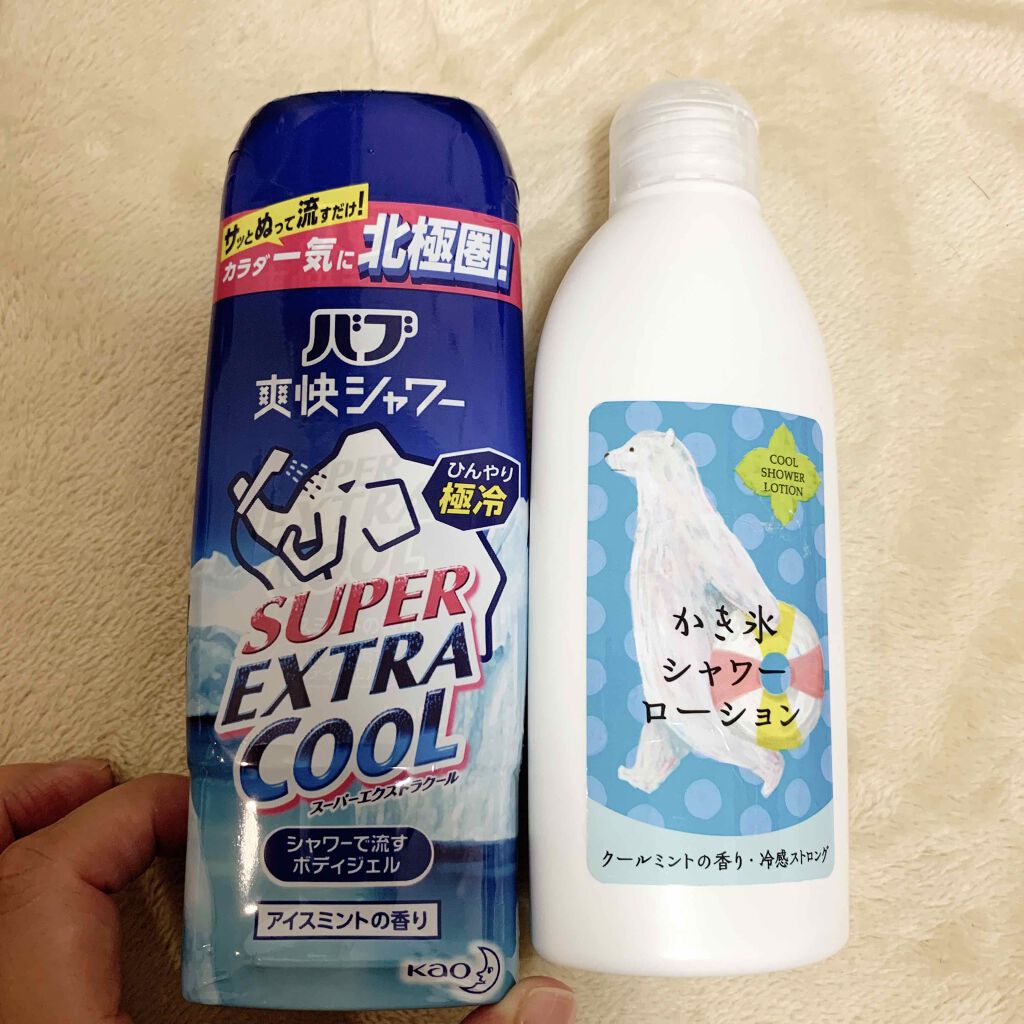 サッとぬって流すだけ!
カラダ一気に北極圏!
バブ
爽快シャワー
ひんやり
極冷
SUPER
EXTRA
COOL
スーパーエクストラクール
シャワーで流す
ボディジェル
アイスミントの香り
Kao
COOL
SHOWER
LOTION
かき氷
シャワー
ローション
クールミントの香り・冷感ストロング